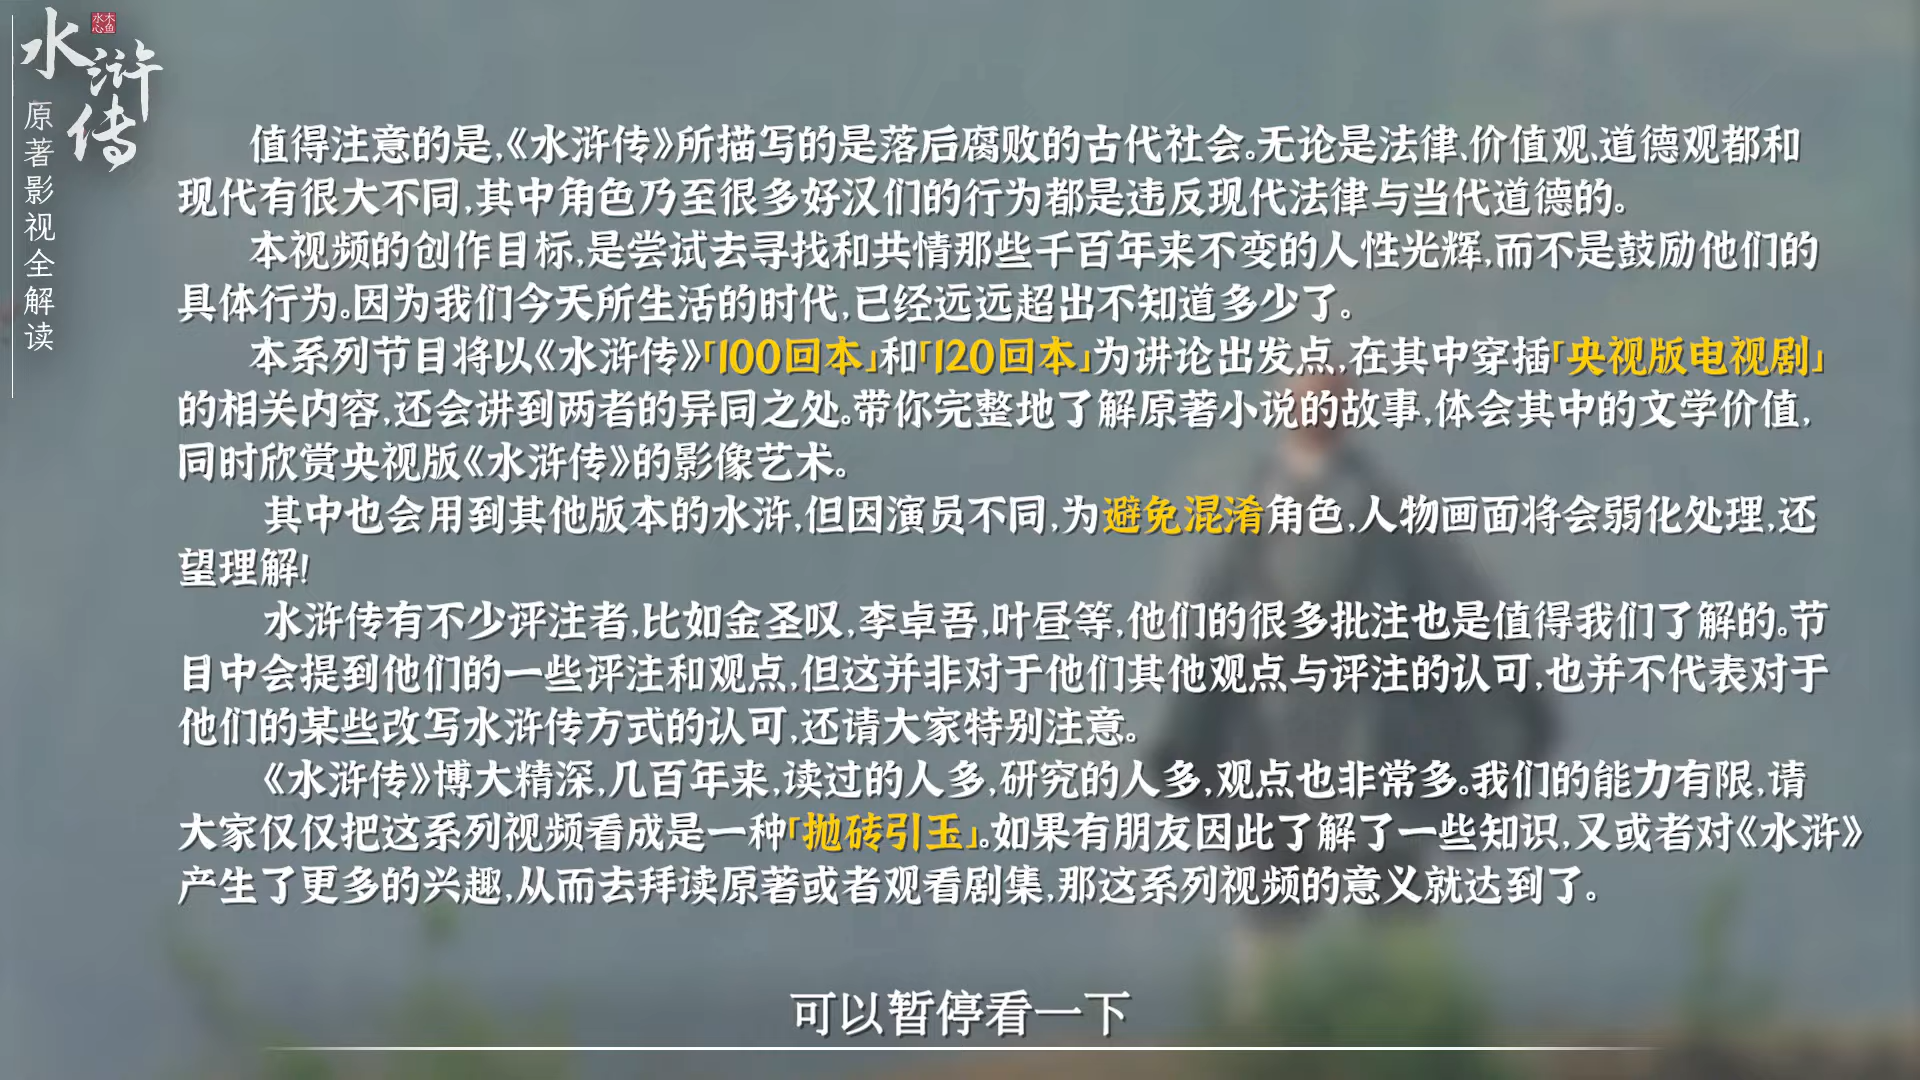 水浒传
木鱼
水心
原著影视全解读
值得注意的是,《水浒传》所描写的是落后腐败的古代社会。无论是法律、价值观、道德观都和
现代有很大不同,其中角色乃至很多好汉们的行为都是违反现代法律与当代道德的。
本视频的创作目标,是尝试去寻找和共情那些千百年来不变的人性光辉,而不是鼓励他们的
具体行为。因为我们今天所生活的时代,已经远远超出不知道多少了。
本系列节目将以《水浒传》「100回本」和「120回本」为讲论出发点,在其中穿插「央视版电视剧」
的相关内容,还会讲到两者的异同之处。带你完整地了解原著小说的故事,体会其中的文学价值,
同时欣赏央视版《水浒传》的影像艺术。
其中也会用到其他版本的水浒,但因演员不同,为避免混淆角色,人物画面将会弱化处理,还
望理解!
水浒传有不少评注者,比如金圣叹,李卓吾,叶昼等,他们的很多批注也是值得我们了解的。节
目中会提到他们的一些评注和观点,但这并非对于他们其他观点与评注的认可,也并不代表对于
他们的某些改写水浒传方式的认可,还请大家特别注意。
《水浒传》博大精深,几百年来,读过的人多,研究的人多,观点也非常多。我们的能力有限,请
大家仅仅把这系列视频看成是一种「抛砖引玉」。如果有朋友因此了解了一些知识,又或者对《水浒》
产生了更多的兴趣,从而去拜读原著或者观看剧集,那这系列视频的意义就达到了。
可以暂停看一下